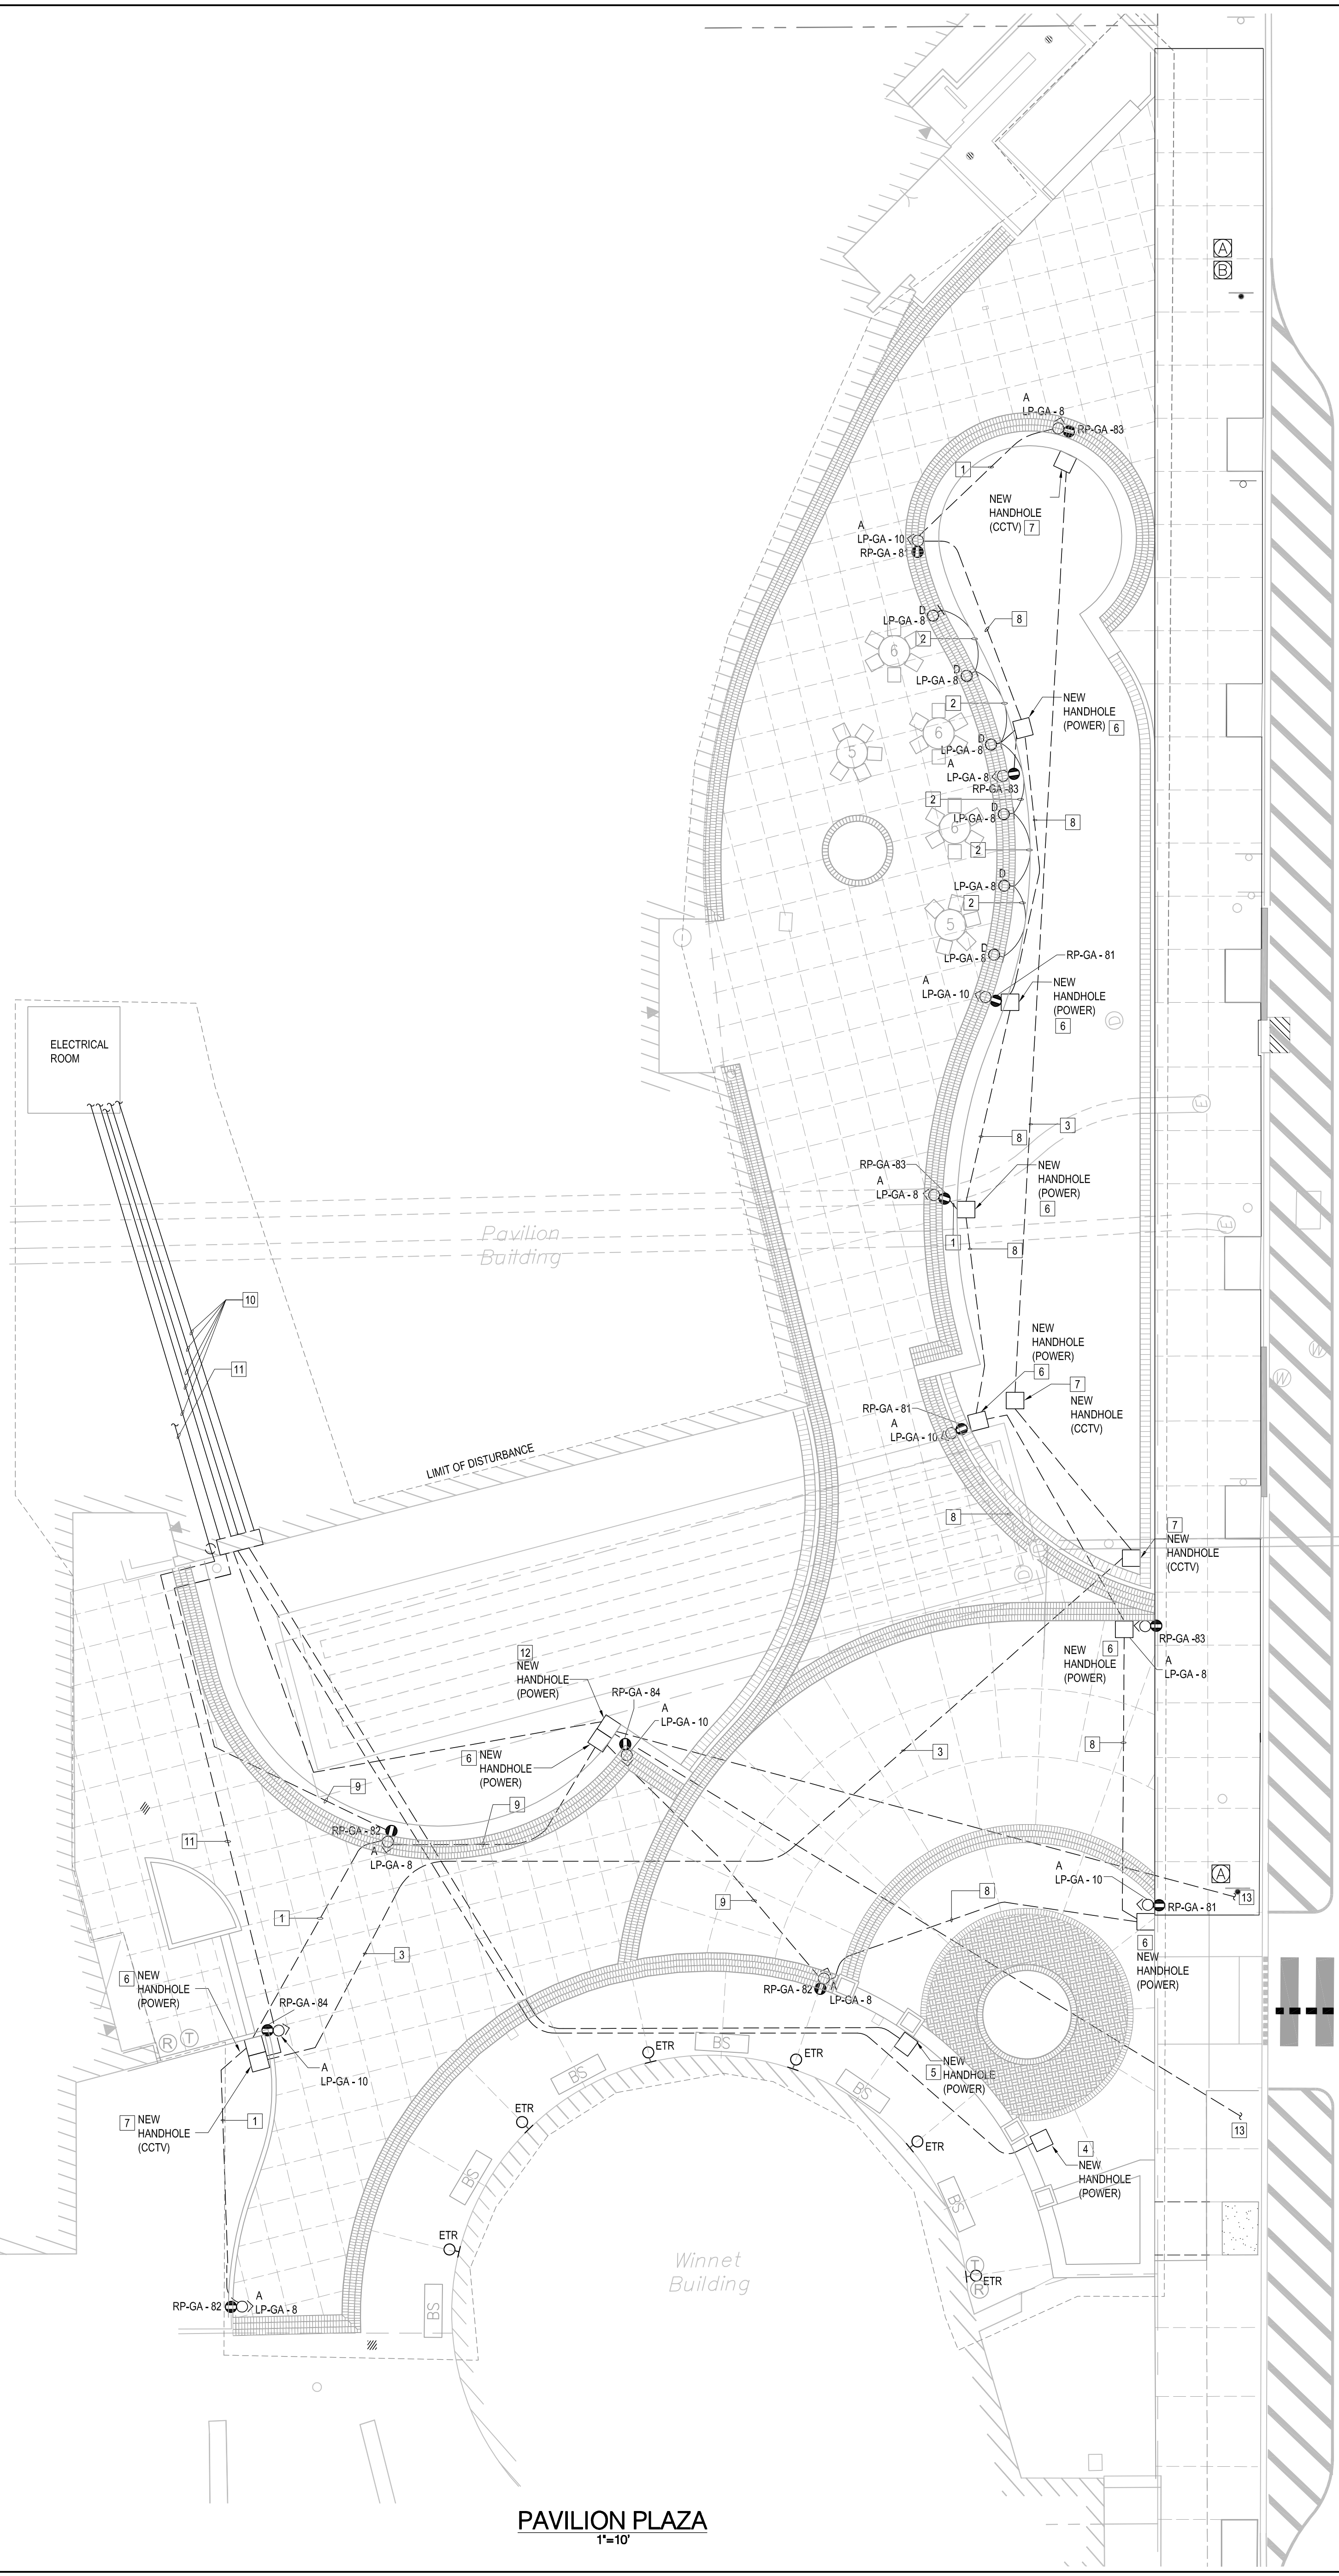 A
B
A
LP-GA - 8
RP-GA -83
1
NEW
HANDHOLE
(CCTV) 7
A
LP-GA - 10
RP-GA - 81
8
D
LP-GA - 8
2
6
D
LP-GA - 8
2
NEW
HANDHOLE
(POWER) 6
6
D
LP-GA - 8
5
A
LP-GA - 8
RP-GA -83
2
D
LP-GA - 8
8
6
2
D
LP-GA - 8
2
5
D
LP-GA - 8
RP-GA - 81
A
LP-GA - 10
NEW
HANDHOLE
(POWER)
6
D
ELECTRICAL
ROOM
E
3
8
RP-GA -83
A
LP-GA - 8
NEW
HANDHOLE
(POWER)
6
E
Pavilion
Building
1
8
10
NEW
HANDHOLE
(POWER)
6
W
11
7
NEW
HANDHOLE
(CCTV)
W
RP-GA - 81
A
LP-GA - 10
LIMIT OF DISTURBANCE
8
7
NEW
HANDHOLE
(CCTV)
D
D
RP-GA -83
6
NEW
HANDHOLE
(POWER)
A
LP-GA - 8
12
NEW
HANDHOLE
(POWER)
RP-GA - 84
A
LP-GA - 10
8
3
6 NEW
HANDHOLE
(POWER)
9
9
RP-GA - 82
11
A
LP-GA - 8
A
LP-GA - 10
A
13
RP-GA - 81
9
8
1
3
6
NEW
HANDHOLE
(POWER)
6 NEW
HANDHOLE
(POWER)
RP-GA - 82
A
LP-GA - 8
RP-GA - 84
R
T
BS
ETR
ETR
A
LP-GA - 10
BS
BS
5
NEW
HANDHOLE
(POWER)
7 NEW
HANDHOLE
(CCTV)
1
ETR
ETR
13
4
NEW
HANDHOLE
(POWER)
BS
BS
ETR
Winnet
Building
T
ETR
R
RP-GA - 82
A
LP-GA - 8
BS
PAVILION PLAZA
1"=10'